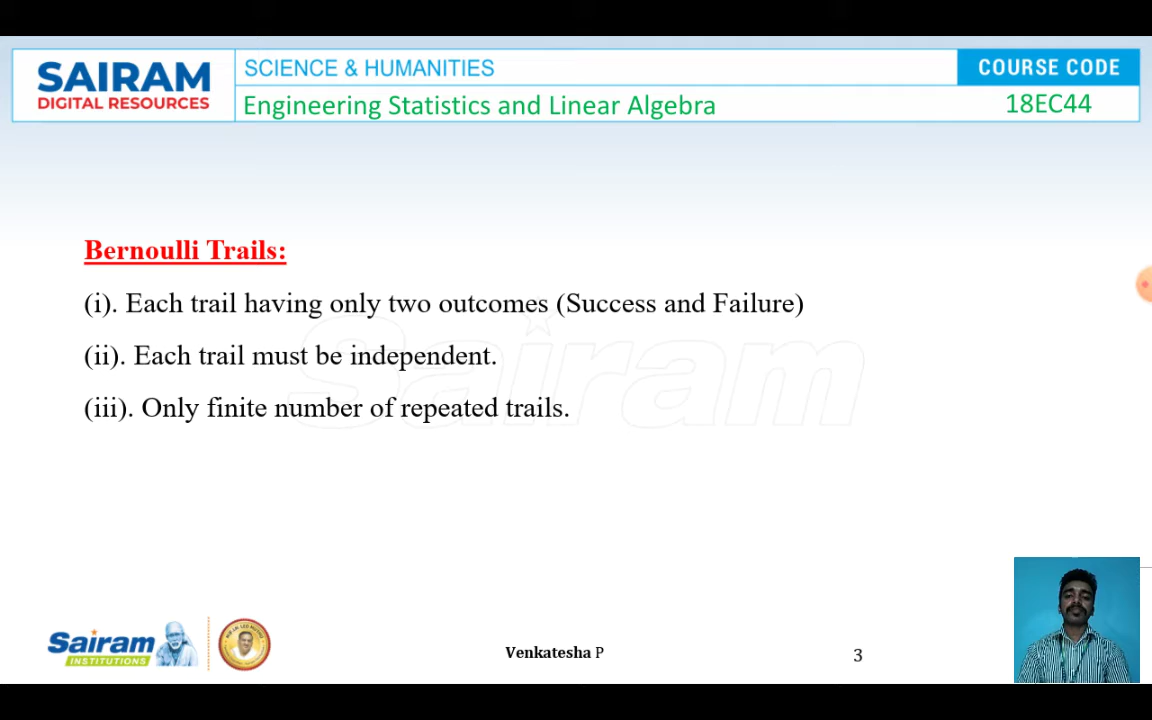 SAIRAM
DIGITAL RESOURCES
SCIENCE & HUMANITIES
COURSE CODE
Engineering Statistics and Linear Algebra
18EC44
Bernoulli Trails:
(i). Each trail having only two outcomes (Success and Failure)
(ii). Each trail must be independent.
(iii). Only finite number of repeated trails.
Sairam
Sairam
INSTITUTIONS
Venkatesha P
3